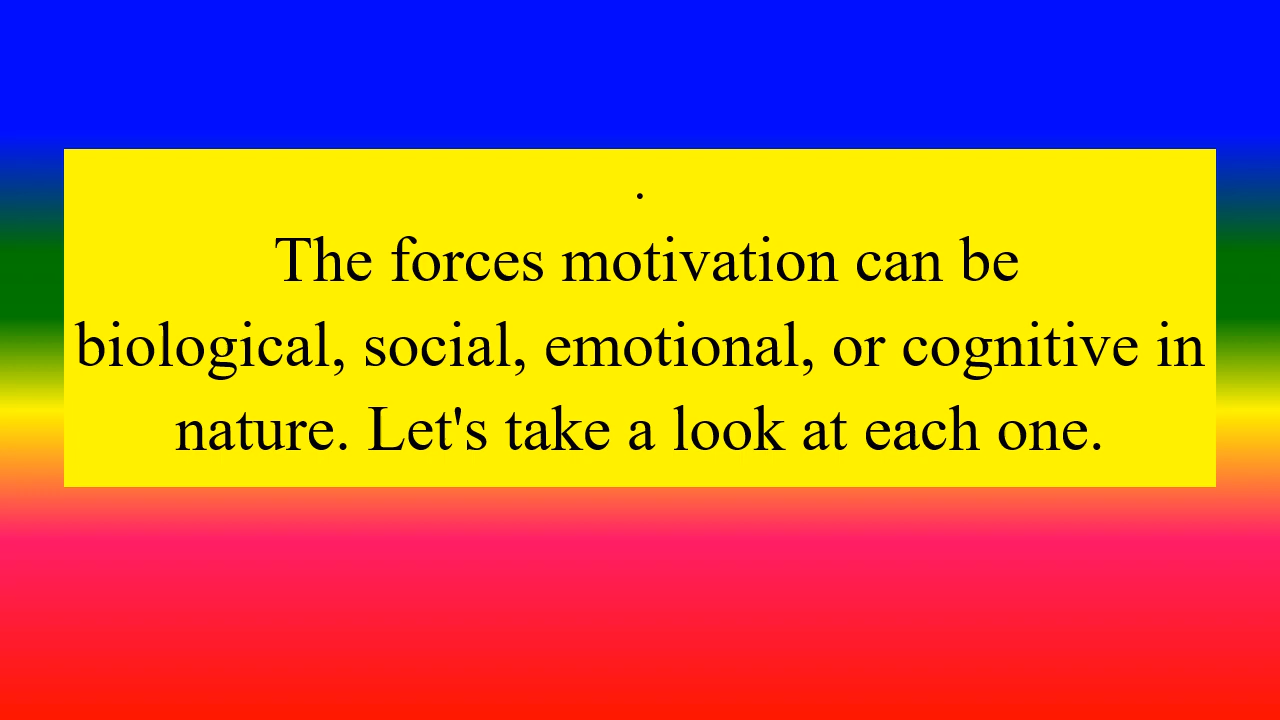 .
The forces motivation can be
biological, social, emotional, or cognitive in
nature. Let's take a look at each one.